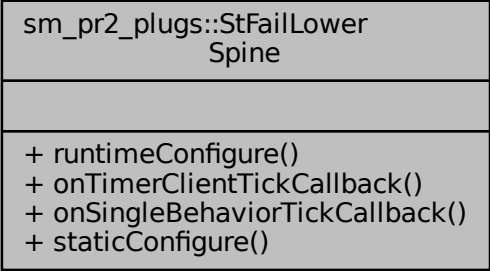 sm_pr2_plugs::StFailLower
Spine
+ runtimeConfigure()
+ onTimerClientTickCallback()
+ onSingleBehaviorTickCallback()
+ staticConfigure()